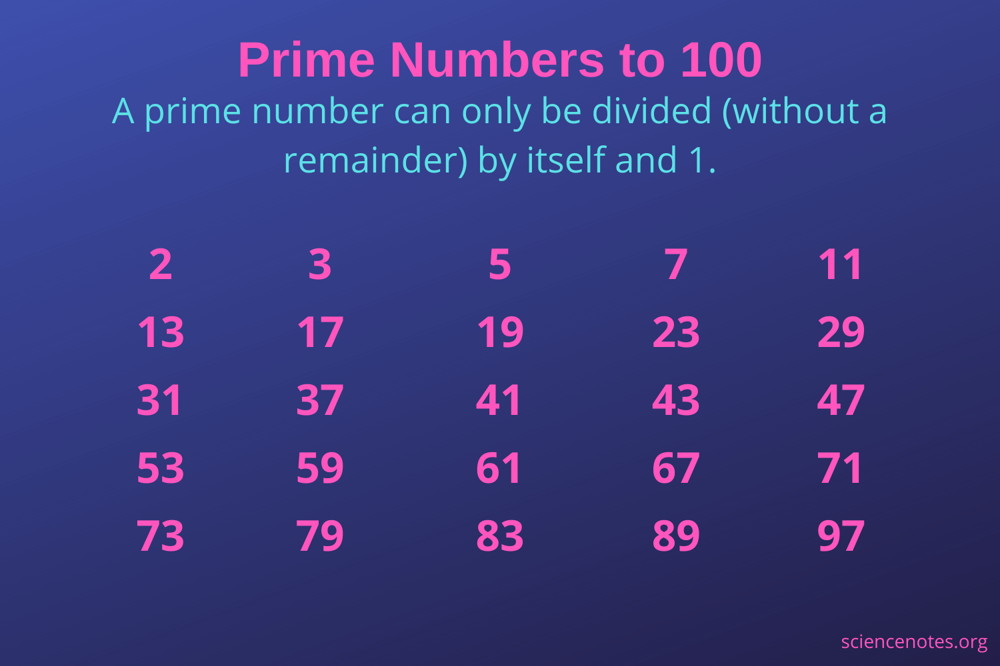 Prime Numbers to 100
A prime number can only be divided (without a
remainder) by itself and 1.
2 3 5 7 11
13 17 19 23 29
31 37 41 43 47
53 59 61 67 71
73 79 83 89 97
sciencenotes.org